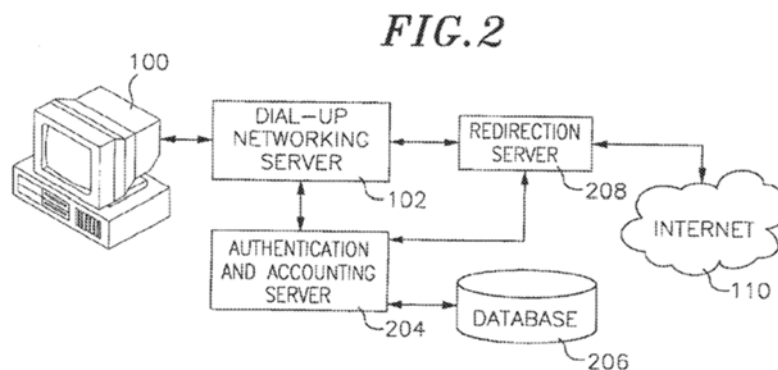 FIG.2
100
DIAL-UP
NETWORKING
SERVER
102
REDIRECTION
SERVER
208
INTERNET
110
AUTHENTICATION
AND ACCOUNTING
SERVER
204
DATABASE
206